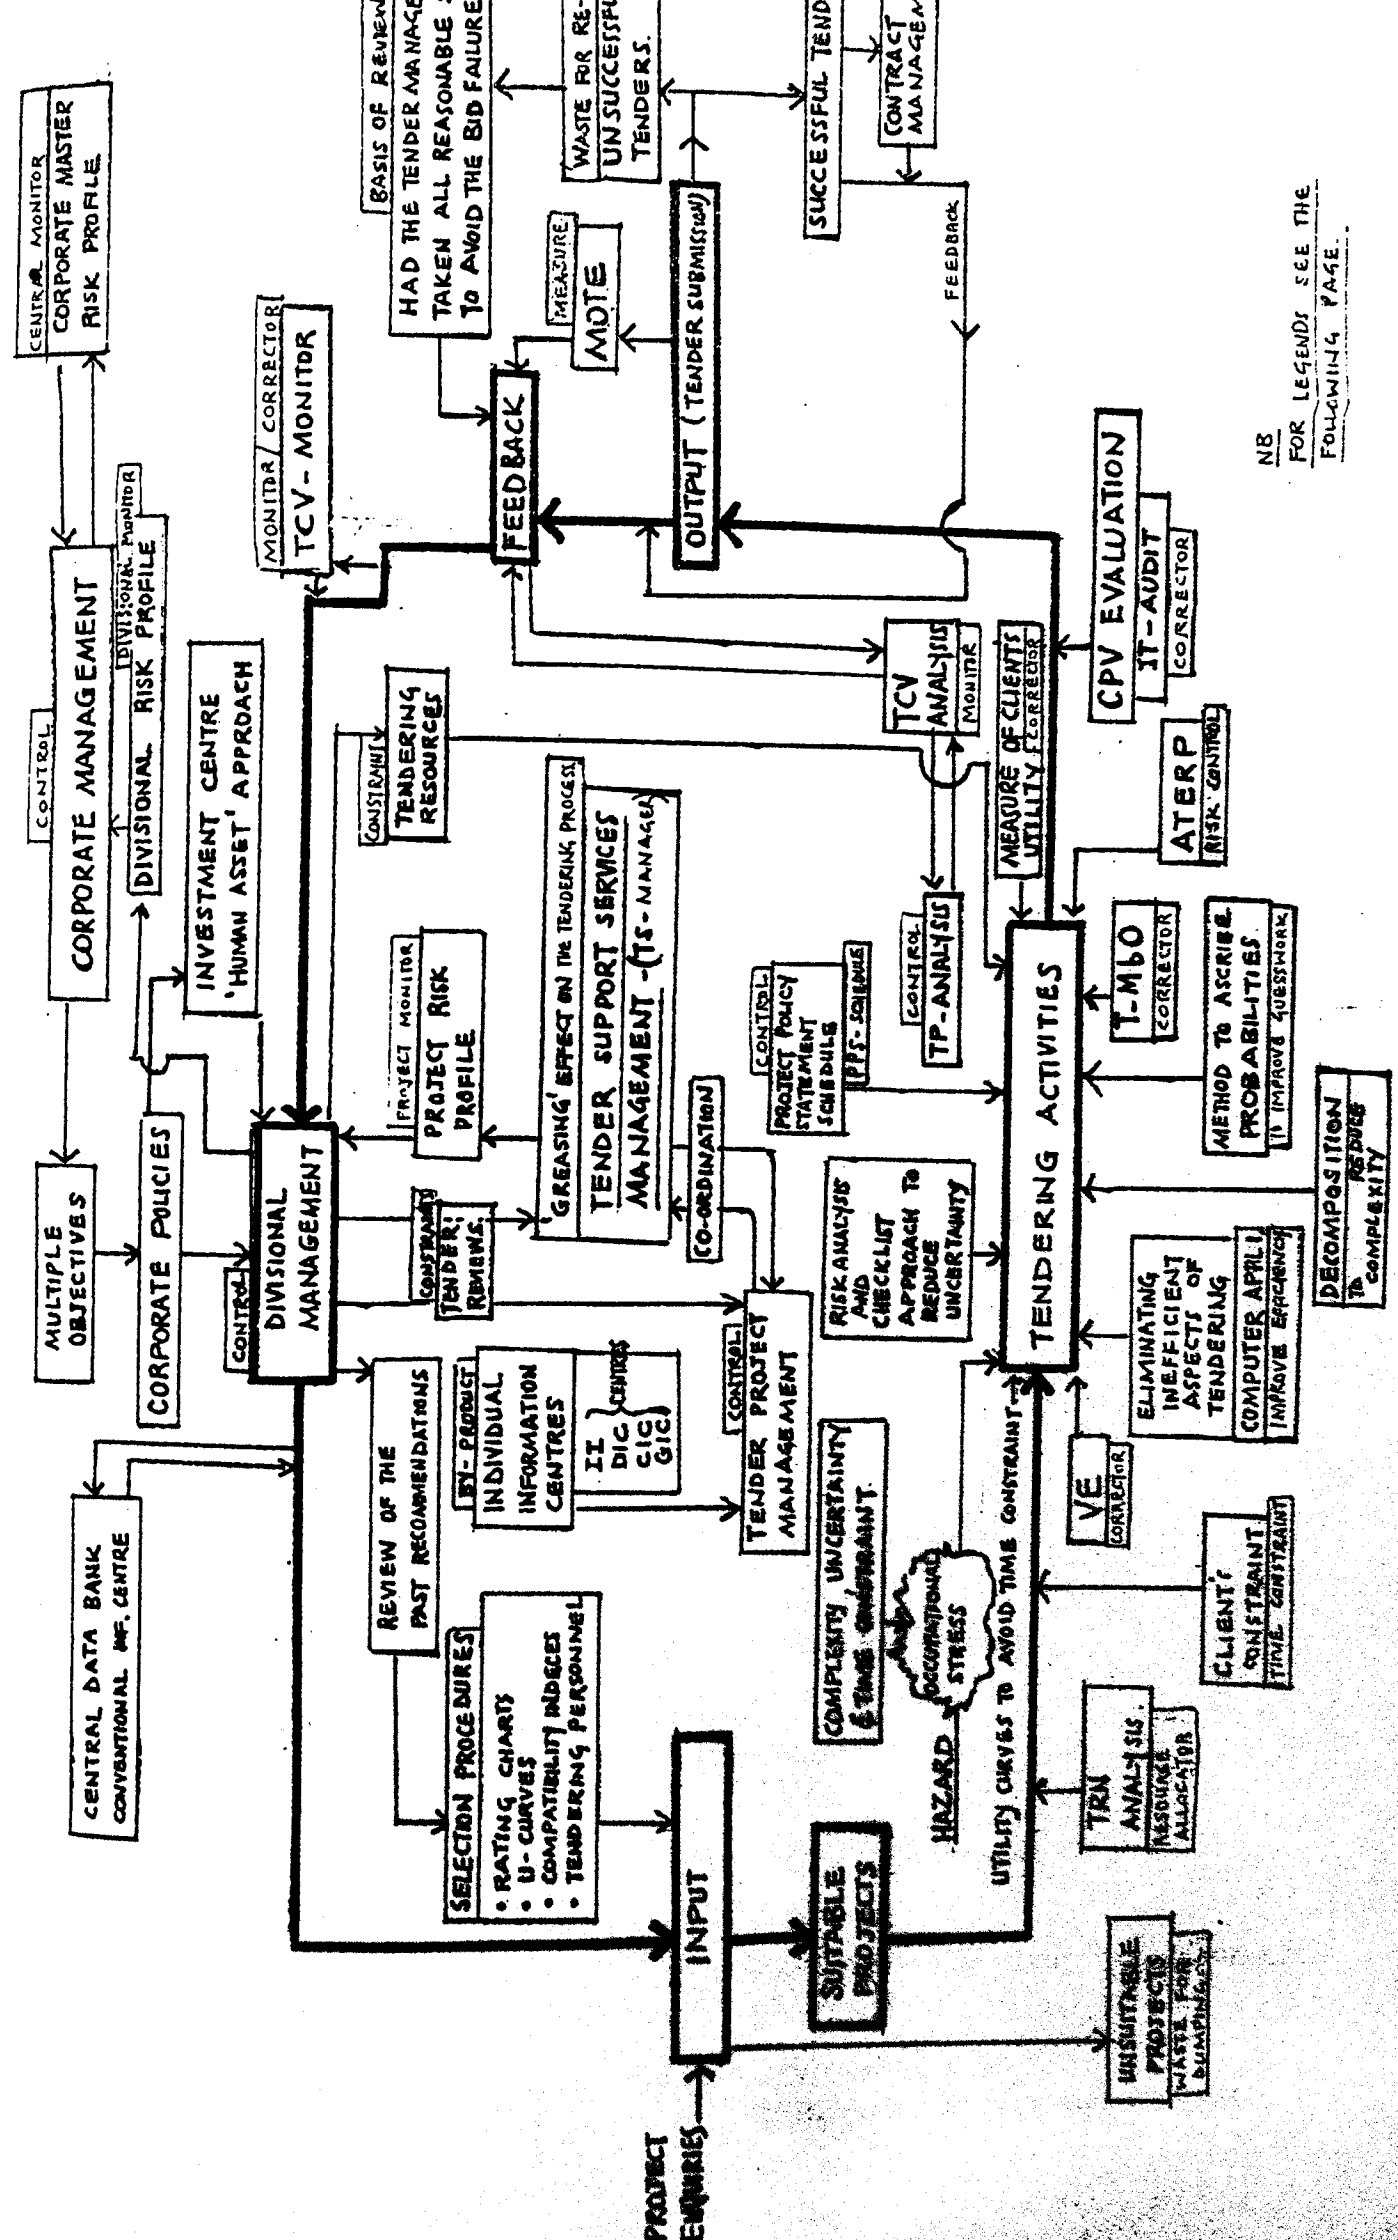 CENTRAL MONITOR
CORPORATE MASTER
RISK PROFILE
CONTROL
CORPORATE MANAGEMENT
DIVISIONAL MONITOR
DIVISIONAL RISK PROFILE
MULTIPLE
OBJECTIVES
CORPORATE POLICIES
INVESTMENT CENTRE
'HUMAN ASSET' APPROACH
CENTRAL DATA BANK
CONVENTIONAL INF. CENTRE
CONTROL
DIVISIONAL
MANAGEMENT
MONITOR/CORRECTOR
TCV-MONITOR
BASIS OF REVIEW
HAD THE TENDER MANAGE
TAKEN ALL REASONABLE
TO AVOID THE BID FAILURE
WASTE FOR RE-
UNSUCCESSFU
TENDERS.
SUCCESSFUL TEND
CONTRACT
MANAGEM
MEASURE
MOTE
FEEDBACK
OUTPUT (TENDER SUBMISSION)
FEEDBACK
CONSTRAINT
TENDERING
RESOURCES
PROJECT MONITOR
PROJECT RISK
PROFILE
CONSTRAINTS
TENDER;
REMEINS.
'GREASING' EFFECT ON THE TENDERING PROCESS
TENDER SUPPORT SERVICES
MANAGEMENT -(TS-MANAGER)
CO-ORDINATION
REVIEW OF THE
PAST RECOMMENDATIONS
BY-PRODUCT
INDIVIDUAL
INFORMATION
CENTRES
II
DIC
CIC
GIC
CENTRES
CONTROL
TENDER PROJECT
MANAGEMENT
SELECTION PROCEDURES
• RATING CHARTS
• U-CURVES
• COMPATIBILITY INDECES
• TENDERING PERSONNEL
PROJECT
ENQUIRIES
INPUT
SUITABLE
PROJECTS
UNSUITABLE
PROJECTS
WASTE FOR
DUMPING
COMPLEXITY, UNCERTAINTY
& TIME CONSTRAINT
OCCUPATIONAL
STRESS
HAZARD
UTILITY CURVES TO AVOID TIME CONSTRAINT
RISK ANALYSIS
AND
CHECKLIST
APPROACH TO
REDUCE
UNCERTAINTY
CONTROL
PROJECT POLICY
STATEMENT
SCHEDULE
PPS-SCHEDULE
CONTROL
TP-ANALYSIS
TCV
ANALYSIS
MONITOR
MEASURE OF CLIENTS
UTILITY
CORRECTOR
TENDERING ACTIVITIES
CPV EVALUATION
IT-AUDIT
CORRECTOR
ATERP
RISK CONTROL
T-MbO
CORRECTOR
METHOD TO ASCRIBE
PROBABILITIES
TO IMPROVE GUESSWORK
DECOMPOSITION
TO REDUCE
COMPLEXITY
ELIMINATING
INEFFICIENT
ASPECTS OF
TENDERING
COMPUTER APPLI
IMPROVE EFFICIENCY
VE
CORRECTOR
CLIENT'S
CONSTRAINT
TIME CONSTRAINT
TRN
ANALYSIS.
RESOURCE
ALLOCATOR
NB
FOR LEGENDS SEE THE
FOLLOWING PAGE.